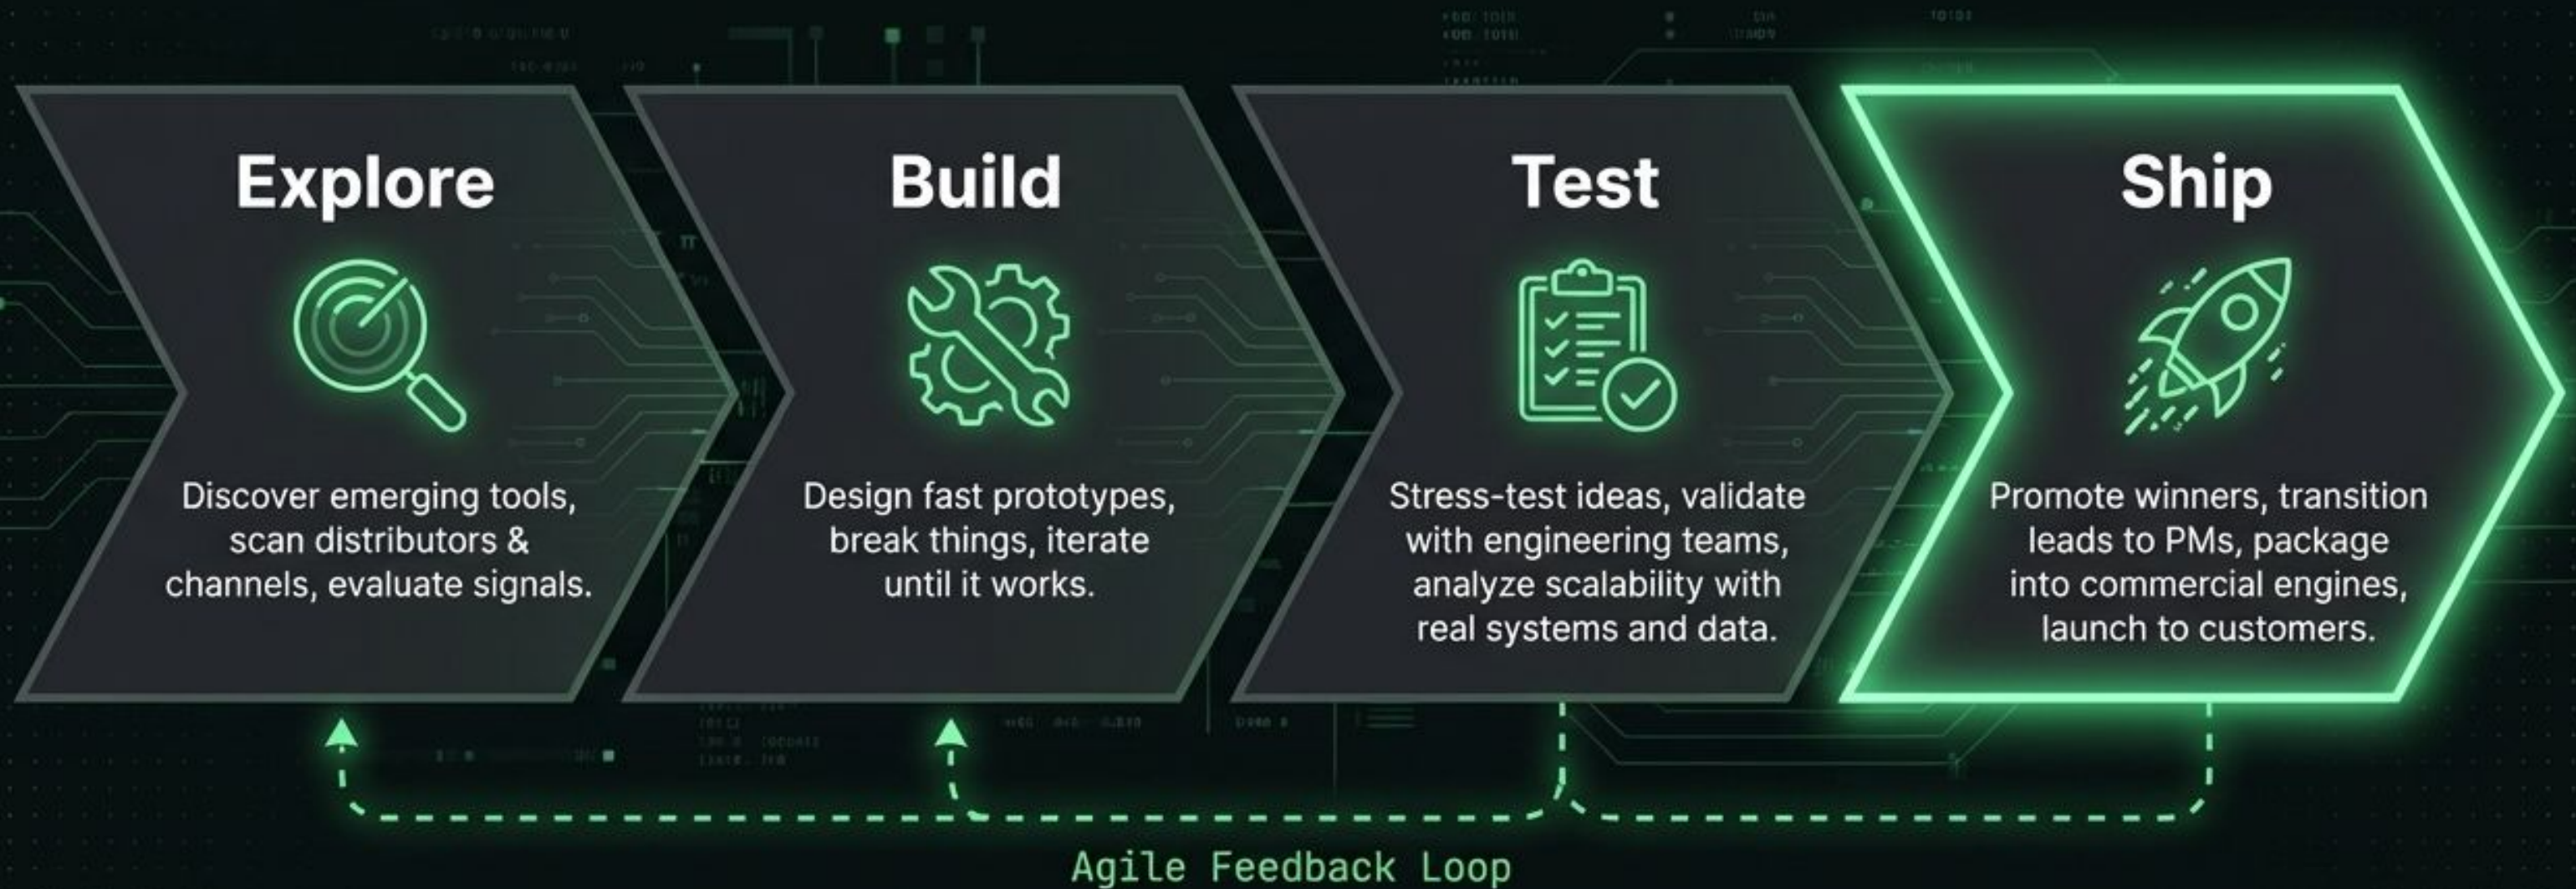 Explore
Discover emerging tools,
scan distributors &
channels, evaluate signals.
Build
Design fast prototypes,
break things, iterate
until it works.
Test
Stress-test ideas, validate
with engineering teams,
analyze scalability with
real systems and data.
Ship
Promote winners, transition
leads to PMs, package
into commercial engines,
launch to customers.
Agile Feedback Loop